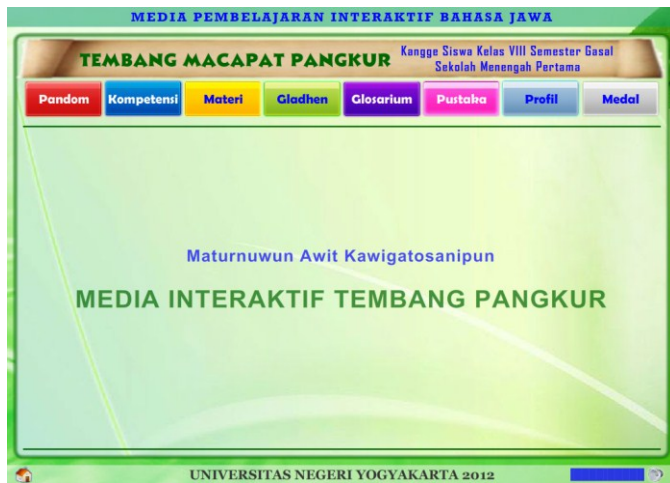 MEDIA PEMBELAJARAN INTERAKTIF BAHASA JAWA
TEMBANG MACAPAT PANGKUR
Kangge Siswa Kelas VIII Semester Gasal
Sekolah Menengah Pertama
Pandom Kompetensi Materi Gladhen Glosarium Pustaka Profil Medal
Maturnuwun Awit Kawigatosanipun
MEDIA INTERAKTIF TEMBANG PANGKUR
UNIVERSITAS NEGERI YOGYAKARTA 2012